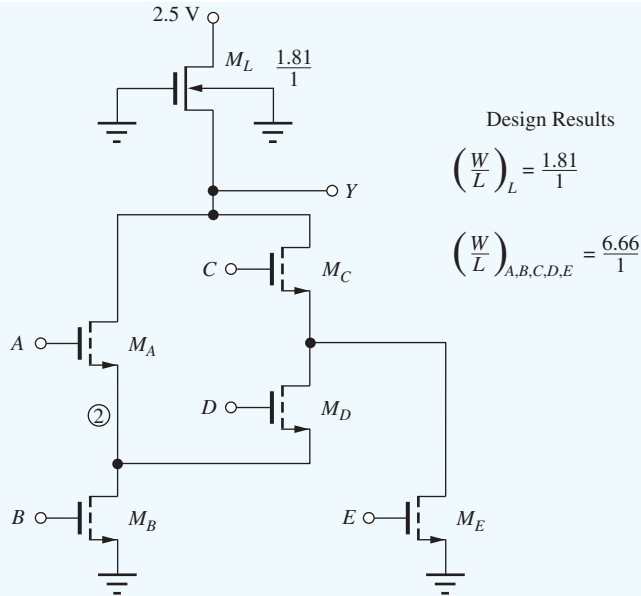 2.5 V
M_L
1.81
1
Design Results
(W/L)_L = 1.81/1
Y
(W/L)_{A,B,C,D,E} = 6.66/1
C
M_C
A
M_A
D
M_D
2
B
M_B
E
M_E